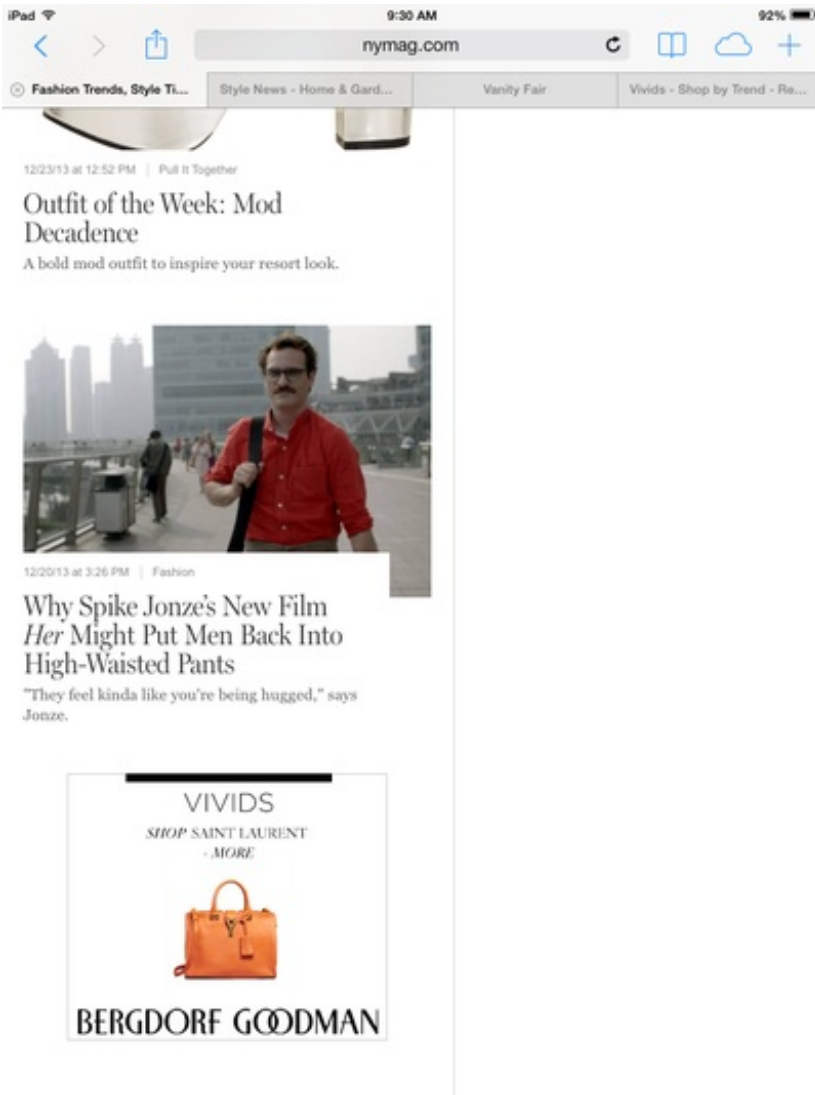 iPad 9:30 AM 92%
nymag.com
Fashion Trends, Style Ti... Style News - Home & Gard... Vanity Fair Vivids - Shop by Trend - Re...
12/23/13 at 12:52 PM | Pull It Together
Outfit of the Week: Mod
Decadence
A bold mod outfit to inspire your resort look.
12/20/13 at 3:26 PM | Fashion
Why Spike Jonze's New Film
Her Might Put Men Back Into
High-Waisted Pants
"They feel kinda like you're being hugged," says
Jonze.
VIVIDS
SHOP SAINT LAURENT
- MORE
BERGDORF GOODMAN